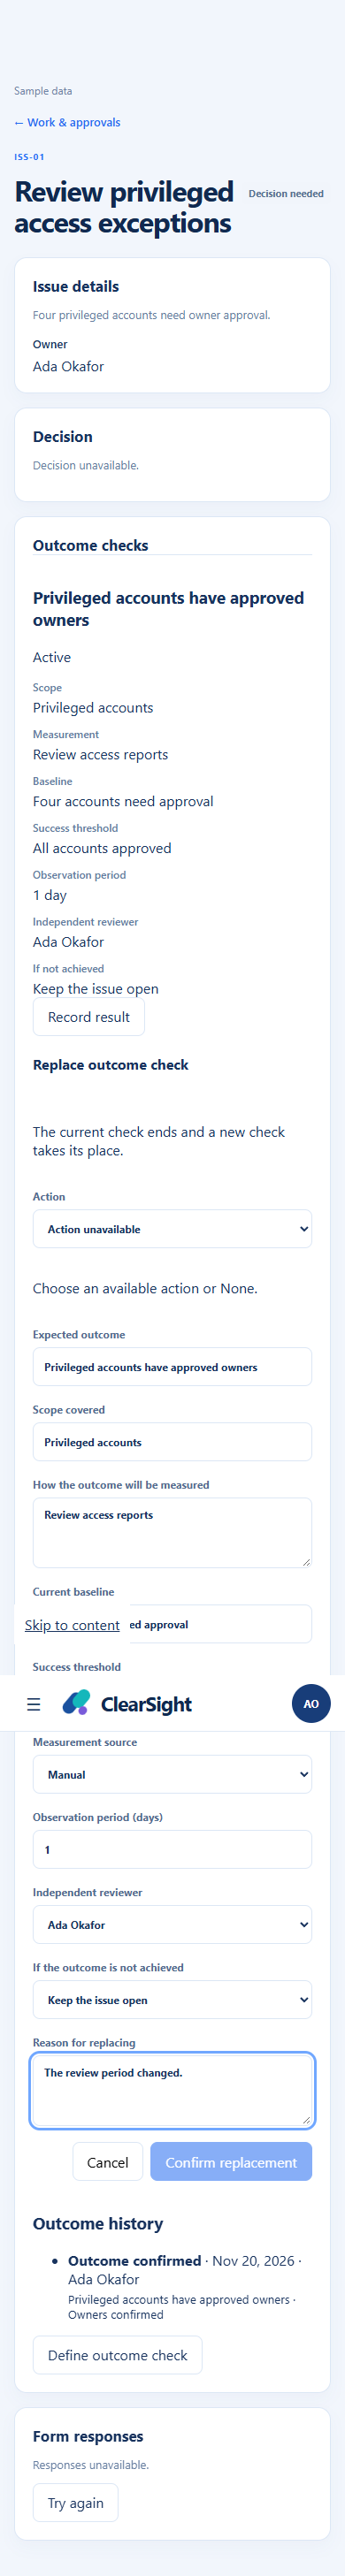 Sample data
← Work & approvals
ISS-01
Review privileged
access exceptions
Decision needed
Issue details
Four privileged accounts need owner approval.
Owner
Ada Okafor
Decision
Decision unavailable.
Outcome checks
Privileged accounts have approved
owners
Active
Scope
Privileged accounts
Measurement
Review access reports
Baseline
Four accounts need approval
Success threshold
All accounts approved
Observation period
1 day
Independent reviewer
Ada Okafor
If not achieved
Keep the issue open
Record result
Replace outcome check
The current check ends and a new check
takes its place.
Action
Action unavailable
Choose an available action or None.
Expected outcome
Privileged accounts have approved owners
Scope covered
Privileged accounts
How the outcome will be measured
Review access reports
Current baseline
Skip to content
ed approval
Success threshold
☰ ClearSight AO
Measurement source
Manual
Observation period (days)
1
Independent reviewer
Ada Okafor
If the outcome is not achieved
Keep the issue open
Reason for replacing
The review period changed.
Cancel
Confirm replacement
Outcome history
• Outcome confirmed · Nov 20, 2026 ·
Ada Okafor
Privileged accounts have approved owners ·
Owners confirmed
Define outcome check
Form responses
Responses unavailable.
Try again